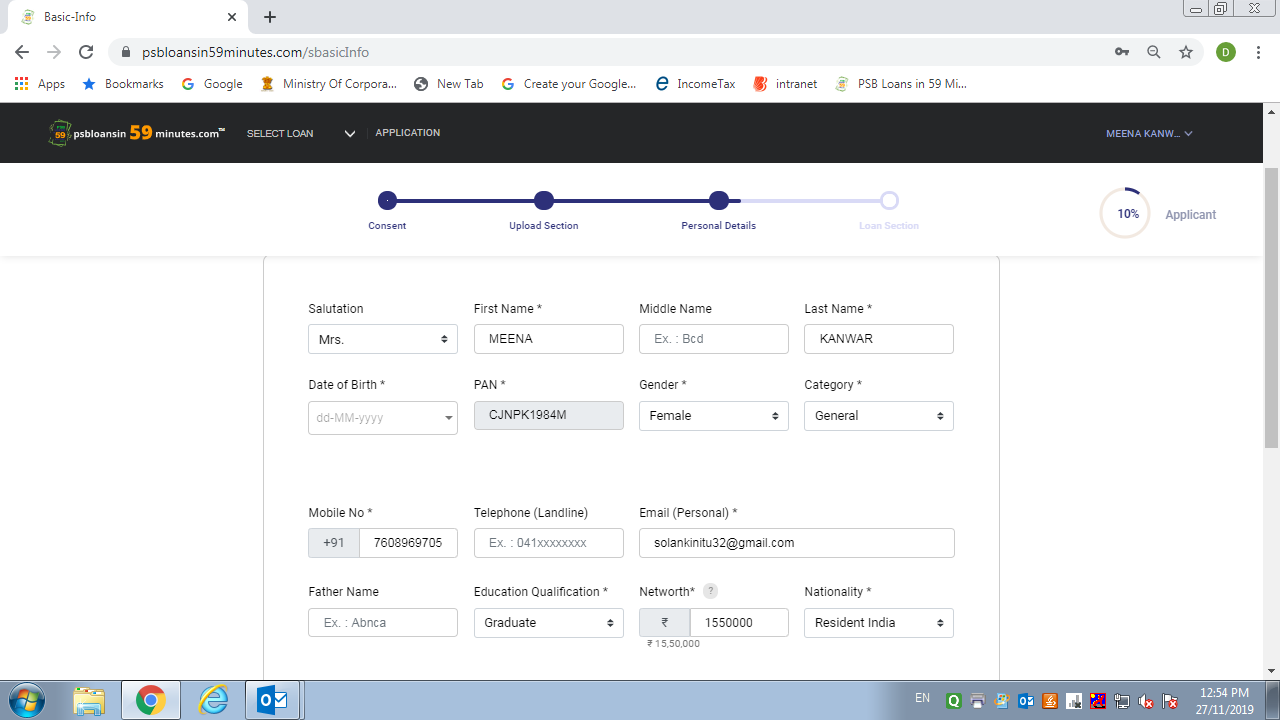 Basic-Info
psbloansin59minutes.com/sbasicInfo
D
Apps Bookmarks Google Ministry Of Corpora... New Tab Create your Google... IncomeTax intranet PSB Loans in 59 Mi...
psbloansin 59 minutes.com™ SELECT LOAN APPLICATION MEENA KANW...
Consent Upload Section Personal Details Loan Section 10% Applicant
Salutation First Name * Middle Name Last Name *
Mrs. MEENA Ex. : Bcd KANWAR
Date of Birth * PAN * Gender * Category *
dd-MM-yyyy CJNPK1984M Female General
Mobile No * Telephone (Landline) Email (Personal) *
+91 7608969705 Ex. : 041xxxxxxxx solankinitu32@gmail.com
Father Name Education Qualification * Networth* ? Nationality *
Ex. : Abnca Graduate ₹ 1550000 Resident India
₹ 15,50,000
EN 12:54 PM
27/11/2019